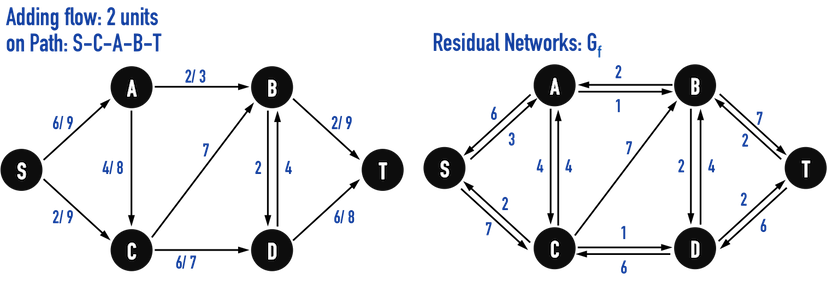 Adding flow: 2 units
on Path: S-C-A-B-T
Residual Networks: Gf
2/ 3
A
B
6/ 9
2/ 9
4/ 8
7
2
4
S
T
2/ 9
6/ 8
C
D
6/ 7
2
A
B
1
6
3
7
2
4
4
7
2
4
S
T
2
7
2
6
1
C
D
6